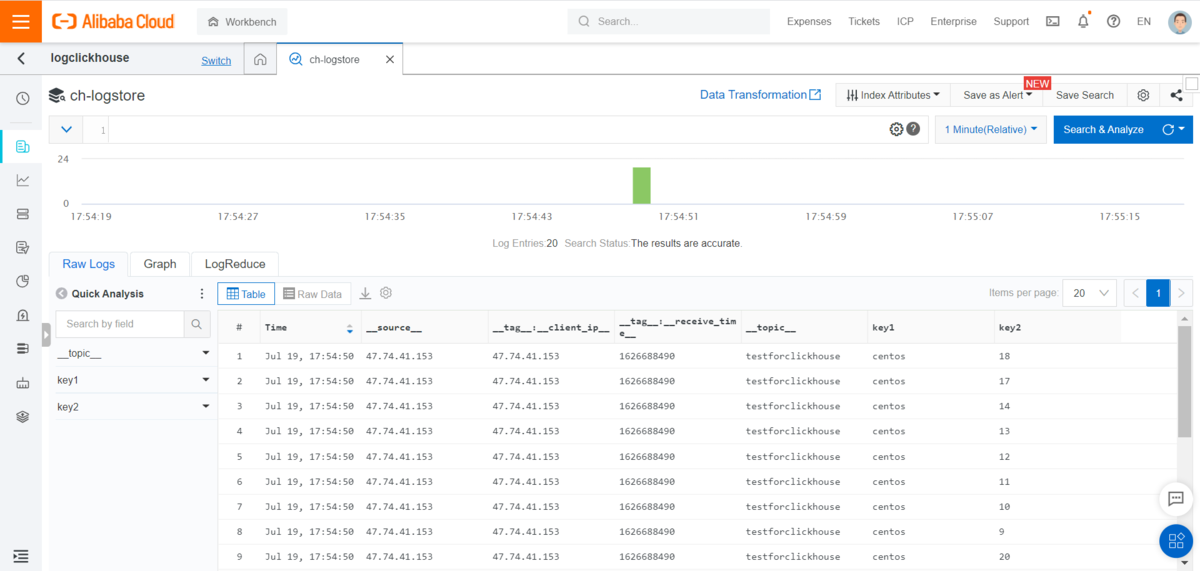 Alibaba Cloud Workbench Search... Expenses Tickets ICP Enterprise Support EN
logclickhouse Switch ch-logstore
ch-logstore Data Transformation Index Attributes Save as Alert NEW Save Search
1 1 Minute(Relative) Search & Analyze
24
0
17:54:19 17:54:27 17:54:35 17:54:43 17:54:51 17:54:59 17:55:07 17:55:15
Log Entries:20 Search Status:The results are accurate.
Raw Logs Graph LogReduce
Quick Analysis Table Raw Data Items per page: 20 1
Search by field
__topic__
key1
key2
# Time __source__ __tag__:__client_ip__ __tag__:__receive_tim
e__ __topic__ key1 key2
1 Jul 19, 17:54:50 47.74.41.153 47.74.41.153 1626688490 testforclickhouse centos 18
2 Jul 19, 17:54:50 47.74.41.153 47.74.41.153 1626688490 testforclickhouse centos 17
3 Jul 19, 17:54:50 47.74.41.153 47.74.41.153 1626688490 testforclickhouse centos 14
4 Jul 19, 17:54:50 47.74.41.153 47.74.41.153 1626688490 testforclickhouse centos 13
5 Jul 19, 17:54:50 47.74.41.153 47.74.41.153 1626688490 testforclickhouse centos 12
6 Jul 19, 17:54:50 47.74.41.153 47.74.41.153 1626688490 testforclickhouse centos 11
7 Jul 19, 17:54:50 47.74.41.153 47.74.41.153 1626688490 testforclickhouse centos 10
8 Jul 19, 17:54:50 47.74.41.153 47.74.41.153 1626688490 testforclickhouse centos 9
9 Jul 19, 17:54:50 47.74.41.153 47.74.41.153 1626688490 testforclickhouse centos 20